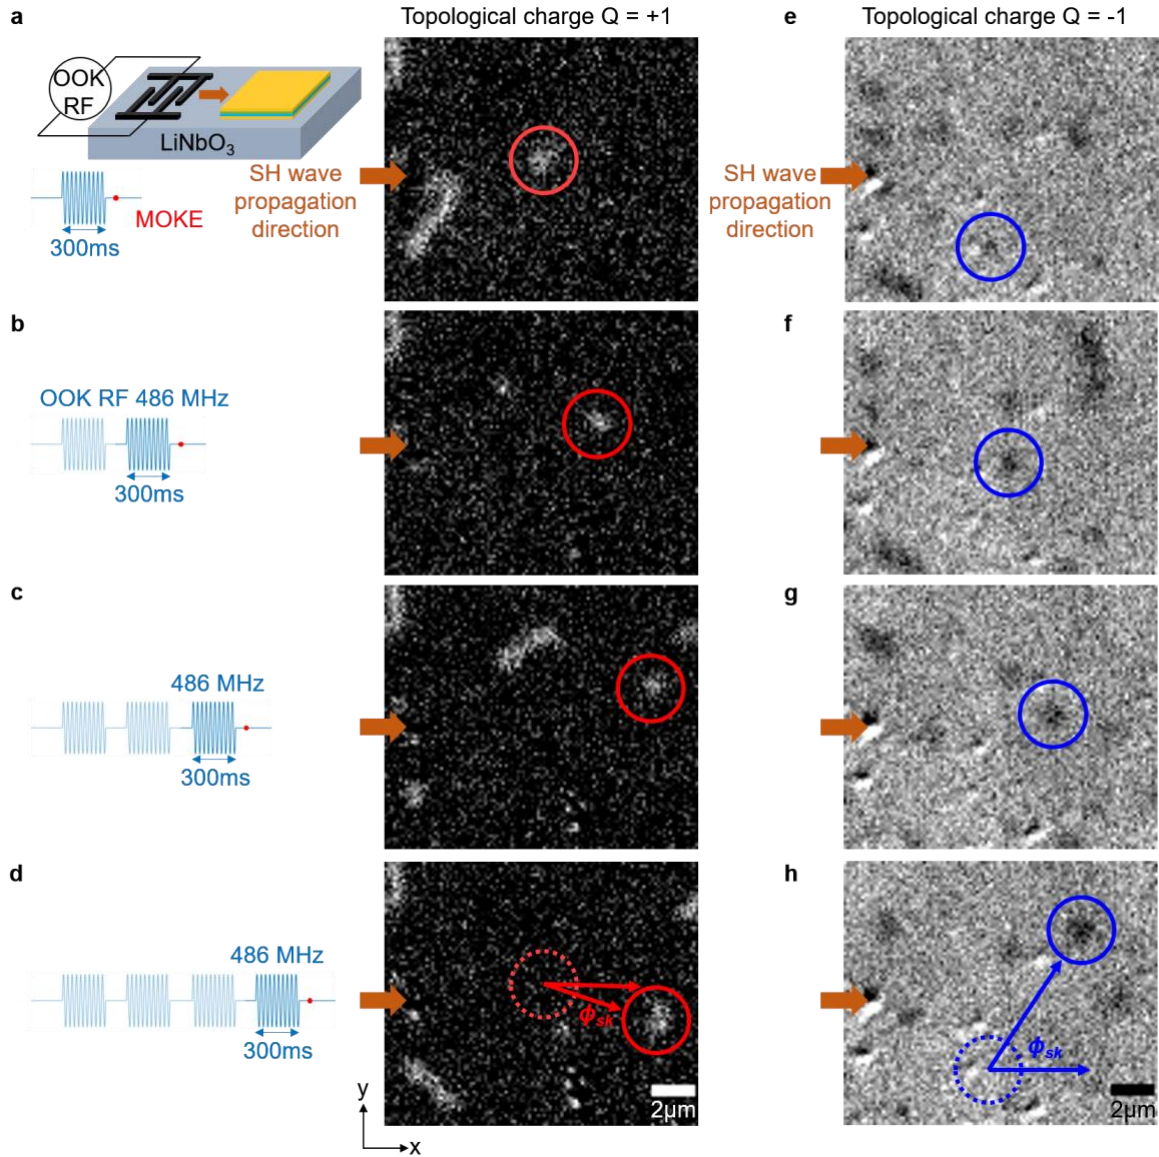 a
Topological charge Q = +1
e
Topological charge Q = -1
OOK
RF
LiNbO3
SH wave
propagation
direction
MOKE
300ms
SH wave
propagation
direction
b
f
OOK RF 486 MHz
300ms
c
g
486 MHz
300ms
d
h
486 MHz
300ms
ϕsk
2μm
ϕsk
2μm
y
x